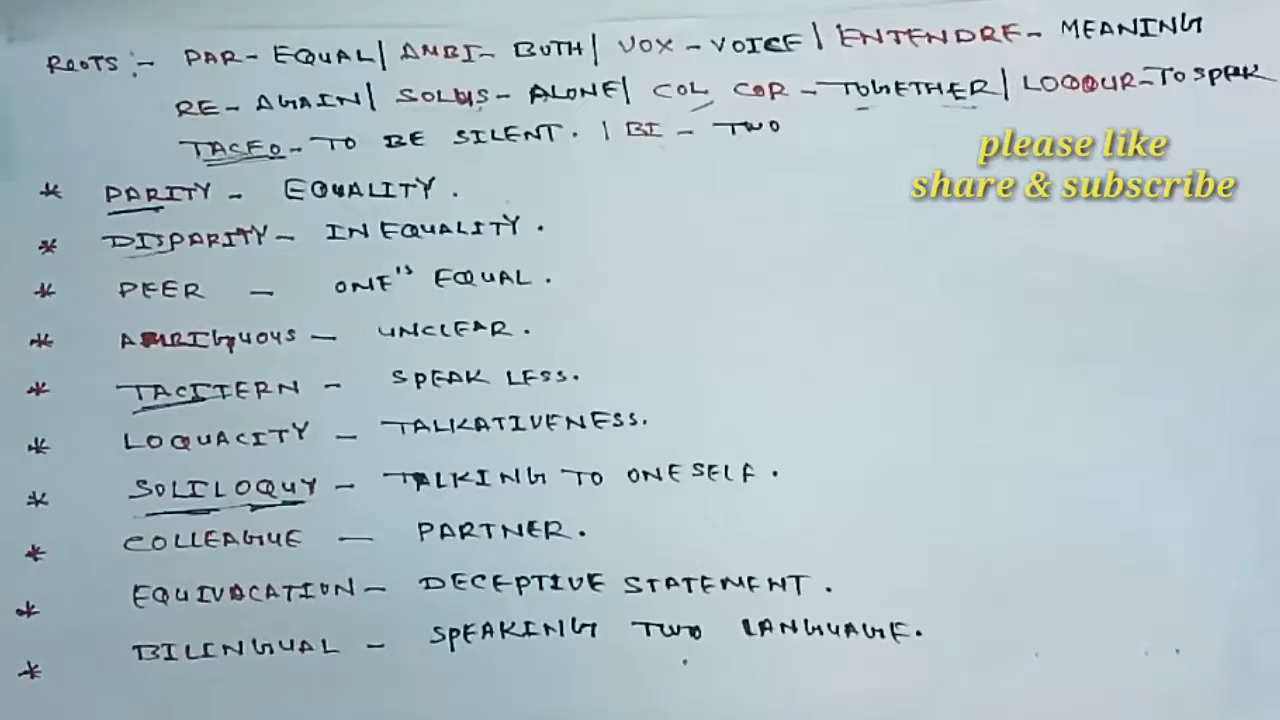 ROOTS:- PAR-EQUAL| AMBI- BOTH| VOX-VOICE| ENTENDRE- MEANING
RE- AGAIN| SOLUS- ALONE| COL COR -TOGETHER| LOQOUR-TO SPEAK
TACEO-TO BE SILENT. | BI - TWO
please like
share & subscribe
* PARITY - EQUALITY.
* DISPARITY- INEQUALITY.
* PEER - ONE'S EQUAL.
* AMBIGUOUS - UNCLEAR.
* TACITERN - SPEAK LESS.
* LOQUACITY - TALKATIVENESS.
* SOLILOQUY - TALKING TO ONESELF.
* COLLEAGUE - PARTNER.
* EQUIVACATION- DECEPTIVE STATEMENT.
* BILINGUAL - SPEAKING TWO LANGUAGE.